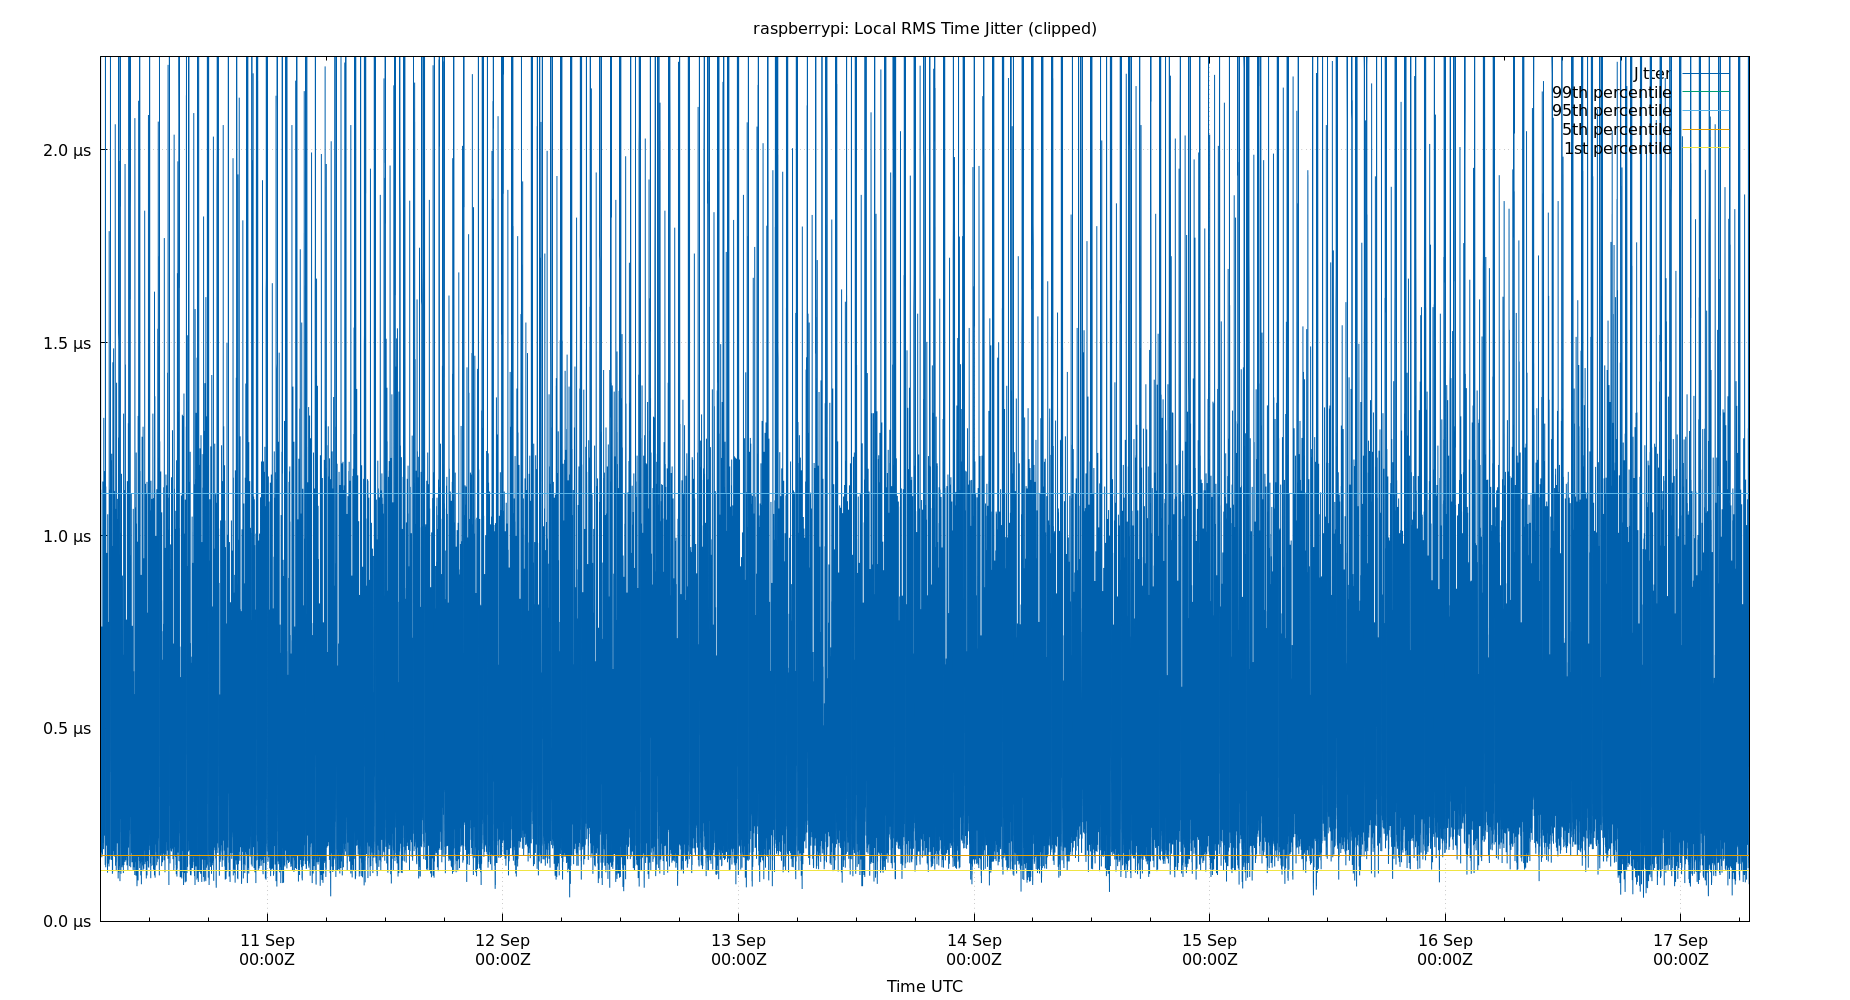 raspberrypi: Local RMS Time Jitter (clipped)
Jitter
99th percentile
95th percentile
5th percentile
1st percentile
2.0 µs
1.5 µs
1.0 µs
0.5 µs
0.0 µs
11 Sep 12 Sep 13 Sep 14 Sep 15 Sep 16 Sep 17 Sep
00:00Z 00:00Z 00:00Z 00:00Z 00:00Z 00:00Z 00:00Z
Time UTC